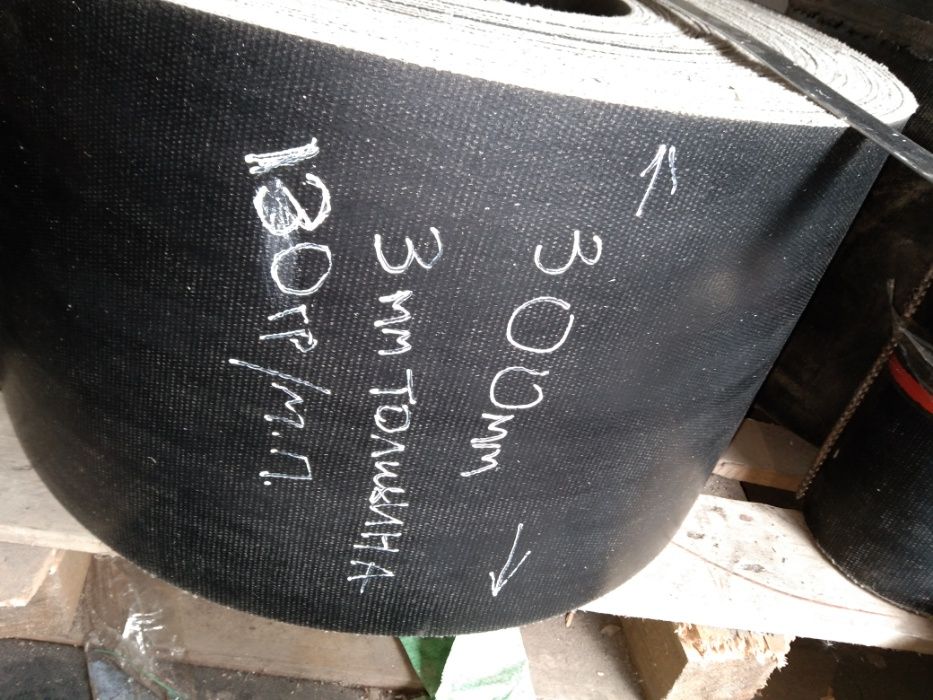 ← 300мм →
3мм толщина
130гр/м.п.